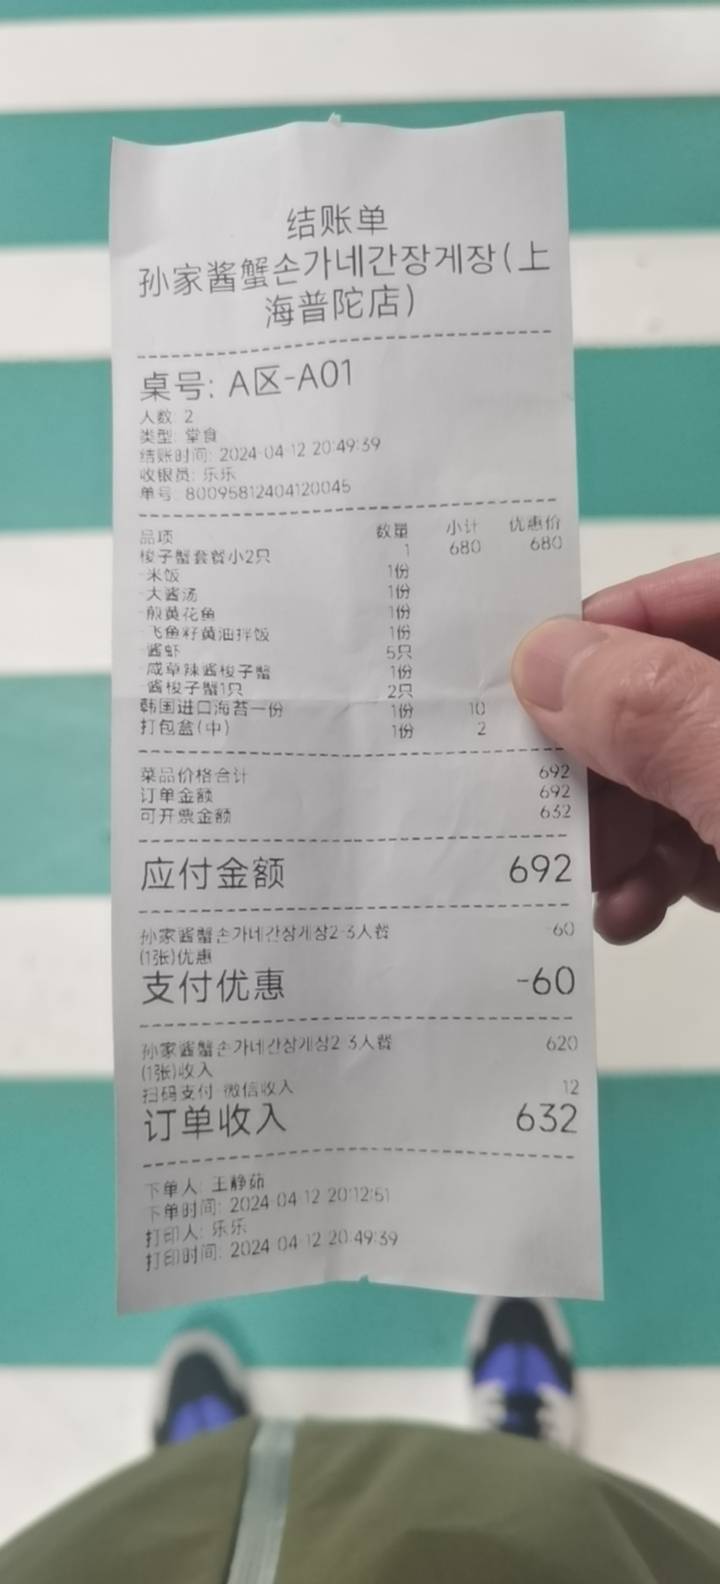 结账单
孙家酱蟹손가네간장게장(上
海普陀店)
桌号: A区-A01
人数: 2
类型: 堂食
结账时间: 2024-04-12 20:49:39
收银员: 乐乐
单号: 80095812404120045
品项 数量 小计 优惠价
梭子蟹套餐小2只 1 680 680
-米饭 1份
-大酱汤 1份
-煎黄花鱼 1份
-飞鱼籽黄油拌饭 1份
-酱虾 5只
-咸草辣酱梭子蟹 1份
-酱梭子蟹1只 2只
韩国进口海苔一份 1份 10
打包盒(中) 1份 2
菜品价格合计 692
订单金额 692
可开票金额 632
应付金额 692
孙家酱蟹손가네간장게장2-3人餐 -60
(1张)优惠
支付优惠 -60
孙家酱蟹손가네간장게장2-3人餐 620
(1张)收入
扫码支付-微信收入 12
订单收入 632
下单人: 王静茹
下单时间: 2024-04-12 20:12:51
打印人: 乐乐
打印时间: 2024-04-12 20:49:39